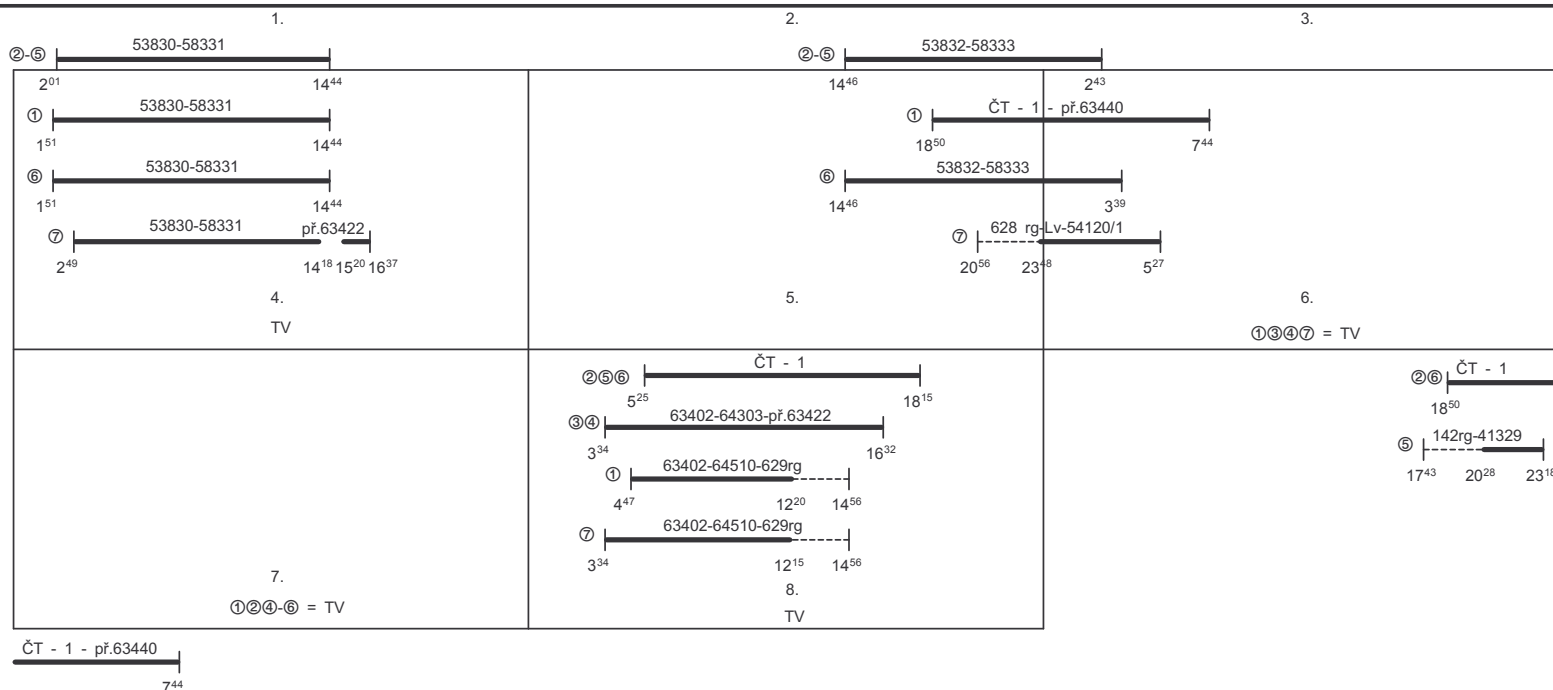 1. 2. 3.
②-⑤ 53830-58331 ②-⑤ 53832-58333
2⁰¹ 14⁴⁴ 14⁴⁶ 2⁴³
① 53830-58331 ① ČT - 1 - př.63440
1⁵¹ 14⁴⁴ 18⁵⁰ 7⁴⁴
⑥ 53830-58331 ⑥ 53832-58333
1⁵¹ 14⁴⁴ 14⁴⁶ 3³⁹
⑦ 53830-58331 př.63422 ⑦ 628 rg-Lv-54120/1
2⁴⁹ 14¹⁸ 15²⁰ 16³⁷ 20⁵⁶ 23⁴⁸ 5²⁷
4. 5. 6.
TV ①③④⑦ = TV
②⑤⑥ ČT - 1 ②⑥ ČT - 1
5²⁵ 18¹⁵ 18⁵⁰
③④ 63402-64303-př.63422 ⑤ 142rg-41329
3³⁴ 16³² 17⁴³ 20²⁸ 23¹⁸
① 63402-64510-629rg
4⁴⁷ 12²⁰ 14⁵⁶
⑦ 63402-64510-629rg
3³⁴ 12¹⁵ 14⁵⁶
7. 8.
①②④-⑥ = TV TV
ČT - 1 - př.63440
7⁴⁴